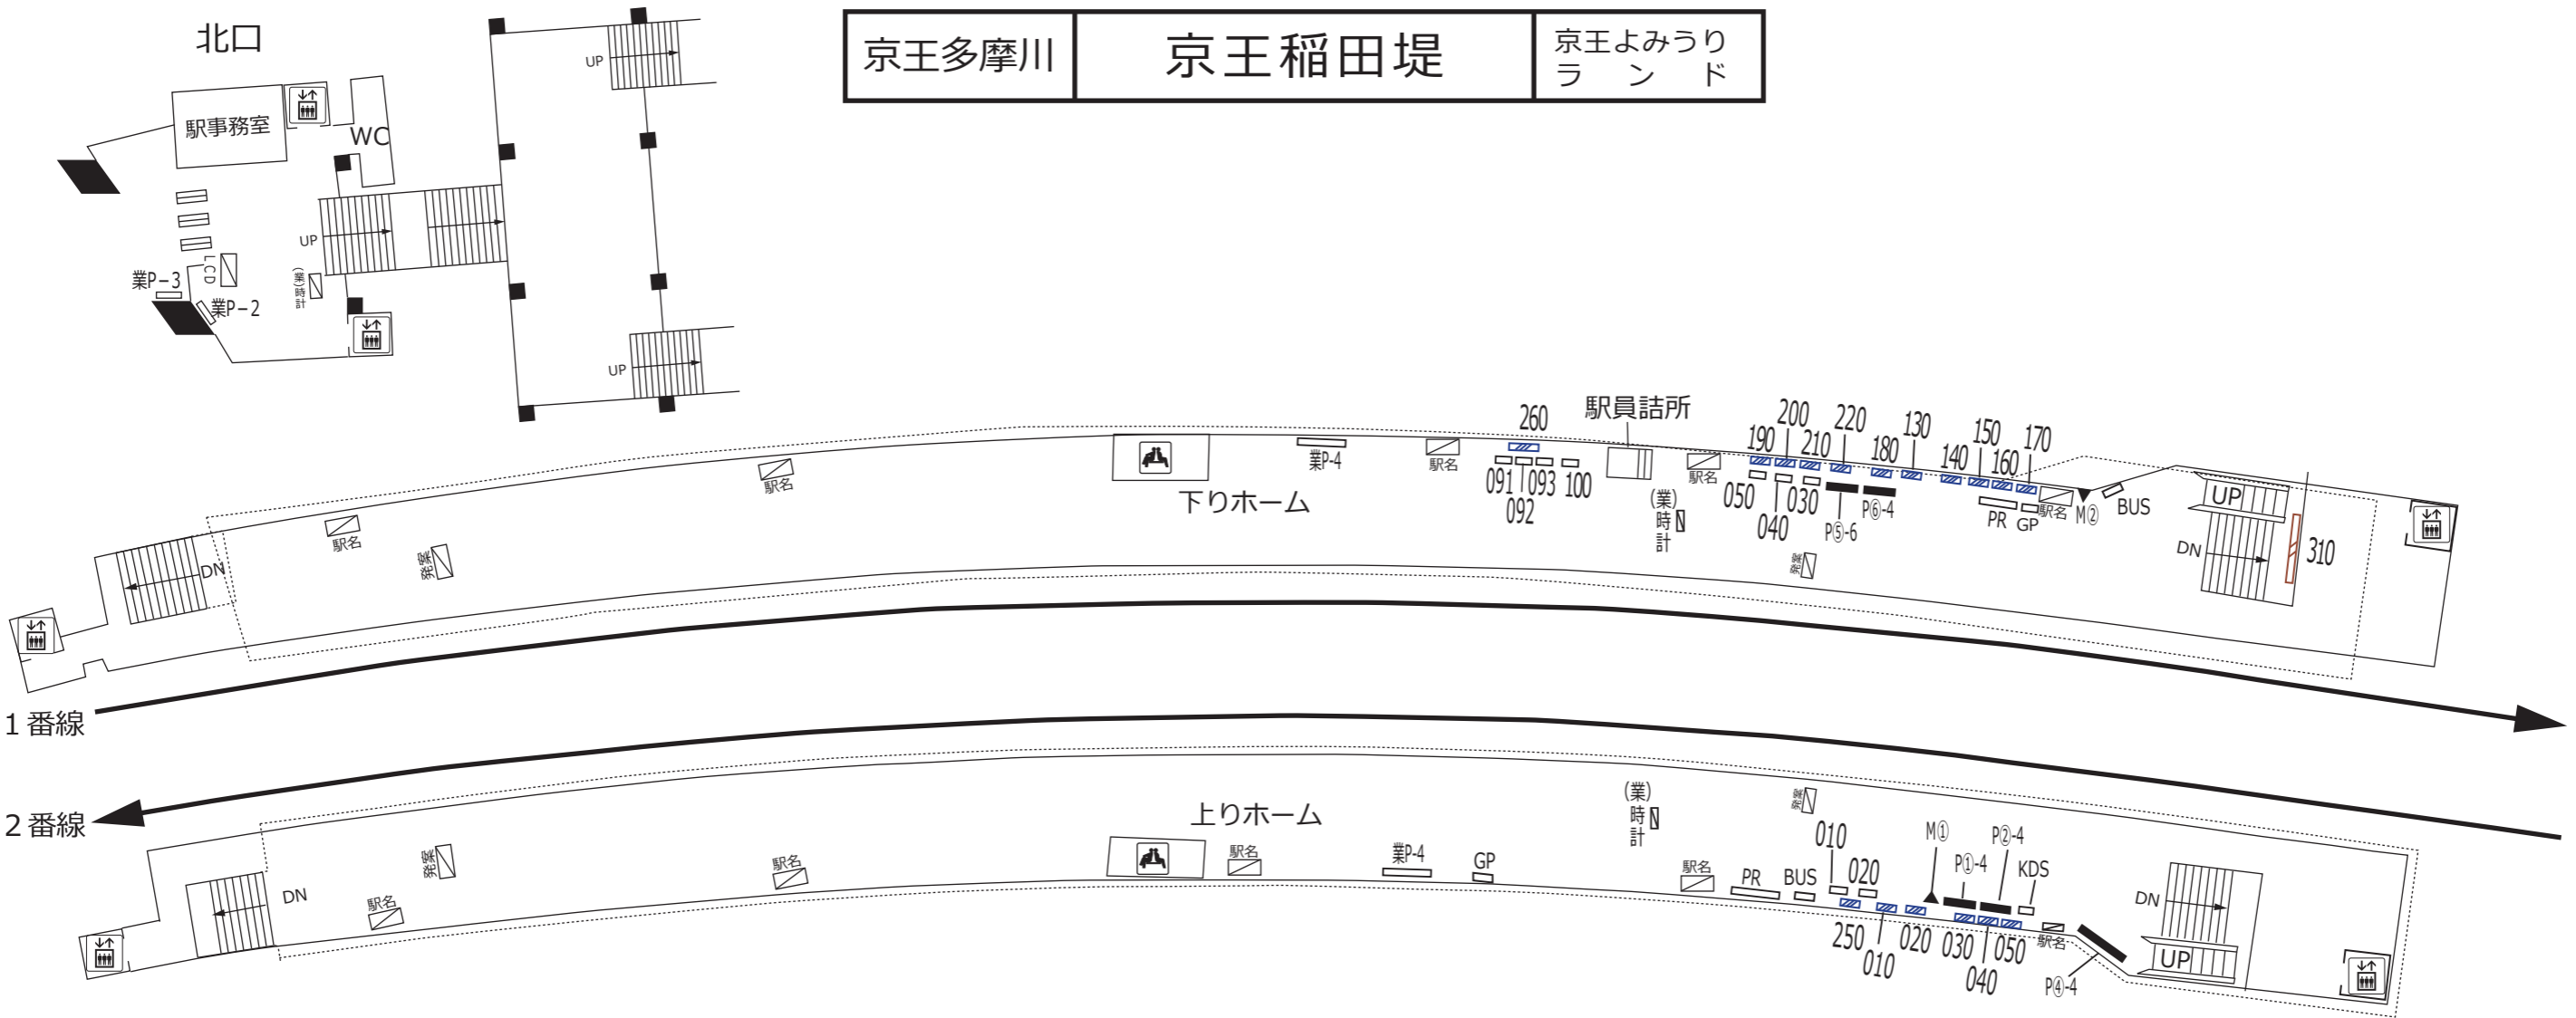 北口
京王多摩川
京王稲田堤
京王よみうり
ランド
UP
駅事務室
WC
UP
LCD
(業)時計
業P−3
業P−2
UP
260
駅員詰所
200
220
190
210
180
130
140
150
160
170
駅名
業P-4
駅名
091
092
093
100
下りホーム
駅名
(業)時計
050
040
030
P⑤-6
P⑥-4
PR
GP
駅名
M②
BUS
UP
DN
310
駅名
発案
発案
DN
1番線
2番線
上りホーム
(業)時計
発案
010
020
M①
P①-4
P②-4
KDS
発案
駅名
駅名
業P-4
GP
駅名
PR
BUS
DN
駅名
DN
UP
250
010
020
030
040
050
駅名
P④-4